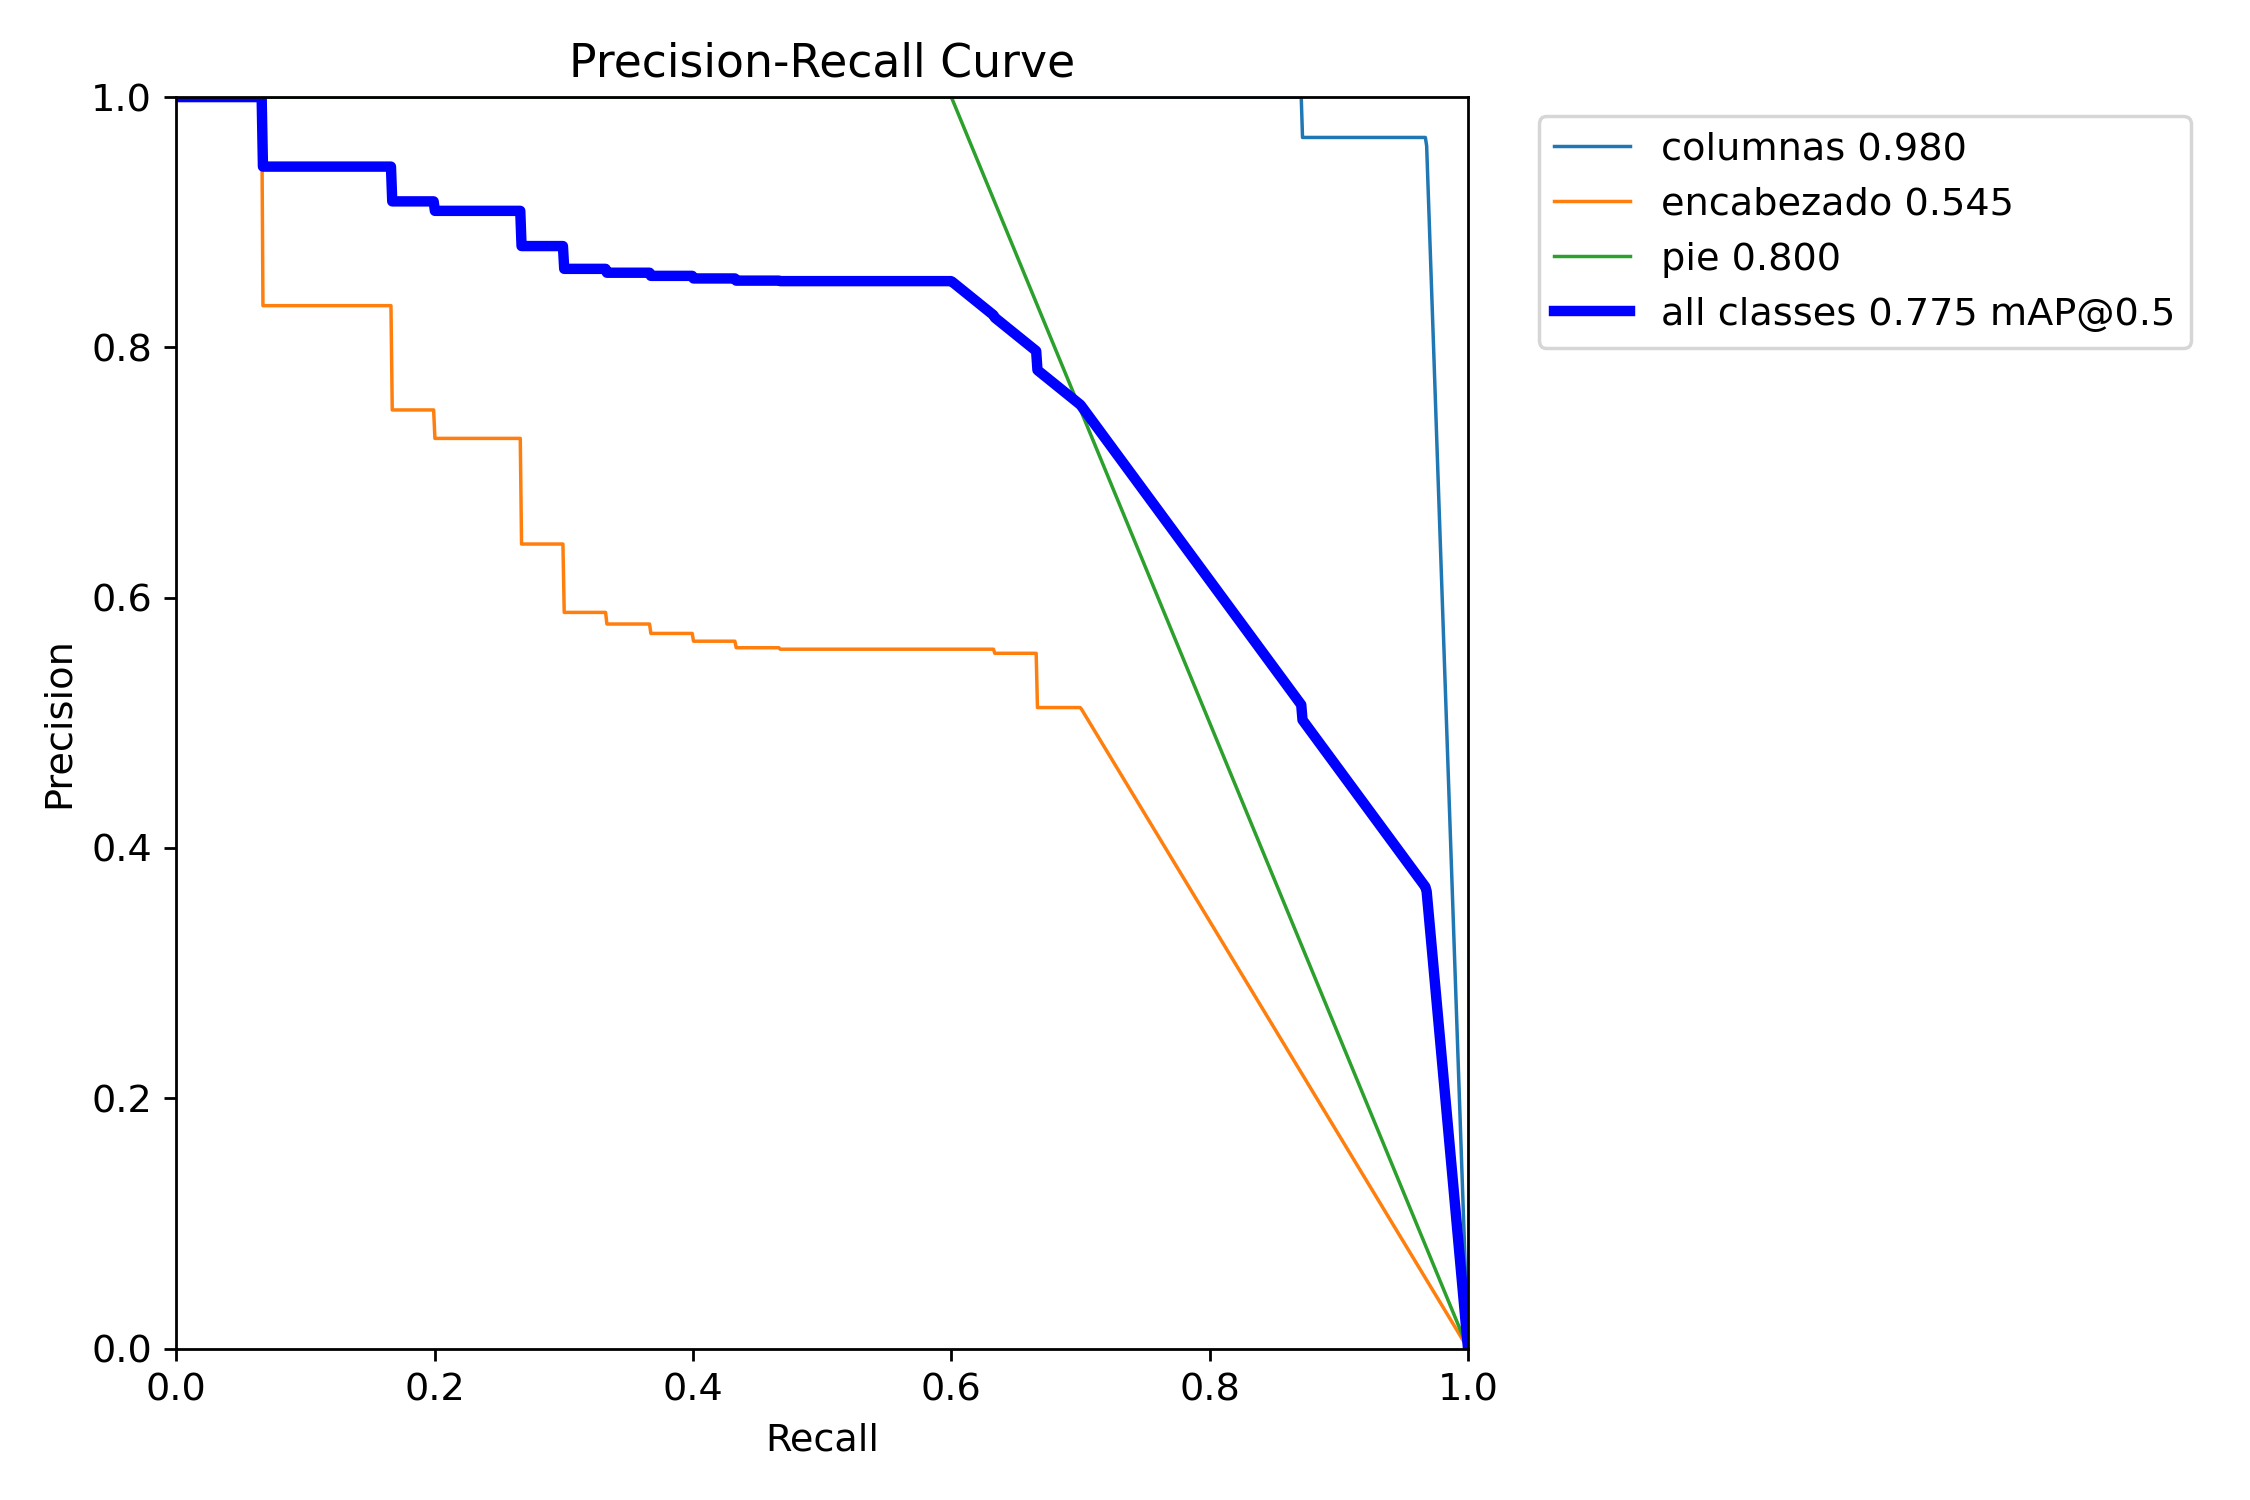 Precision-Recall Curve
1.0
0.8
0.6
0.4
0.2
0.0
Precision
0.0 0.2 0.4 0.6 0.8 1.0
Recall
columnas 0.980
encabezado 0.545
pie 0.800
all classes 0.775 mAP@0.5